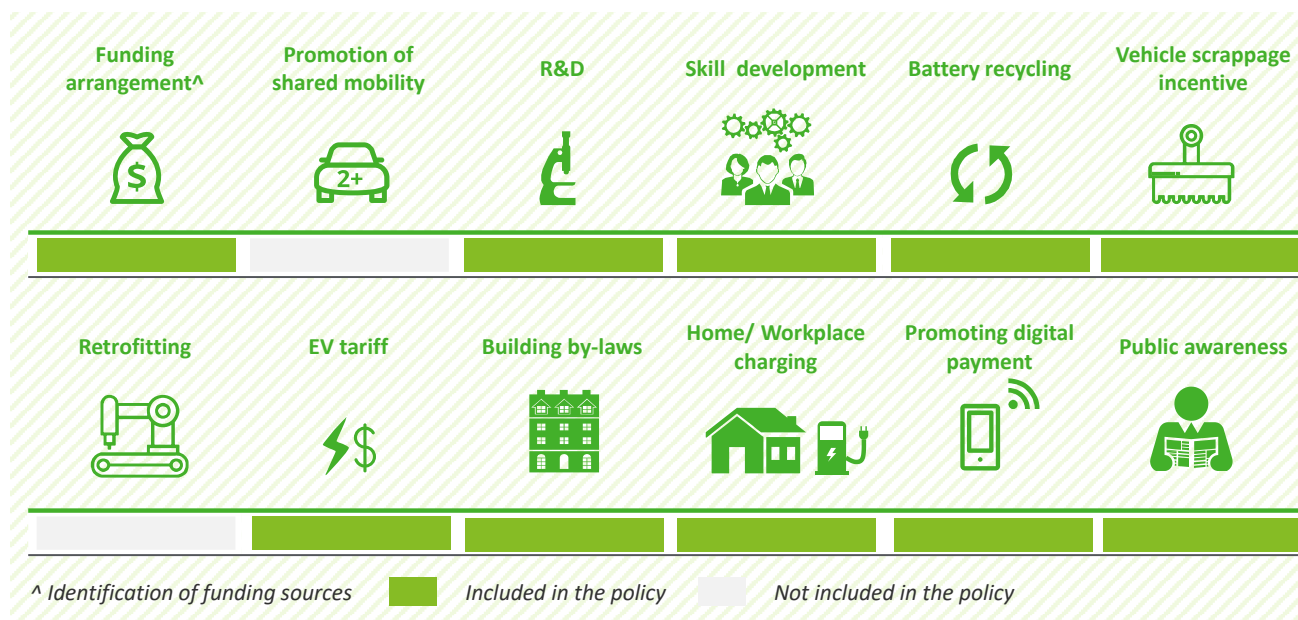 Funding
arrangement^
Promotion of
shared mobility
R&D
Skill development
Battery recycling
Vehicle scrappage
incentive
$
2+
Retrofitting
EV tariff
Building by-laws
Home/ Workplace
charging
Promoting digital
payment
Public awareness
$
^ Identification of funding sources
Included in the policy
Not included in the policy